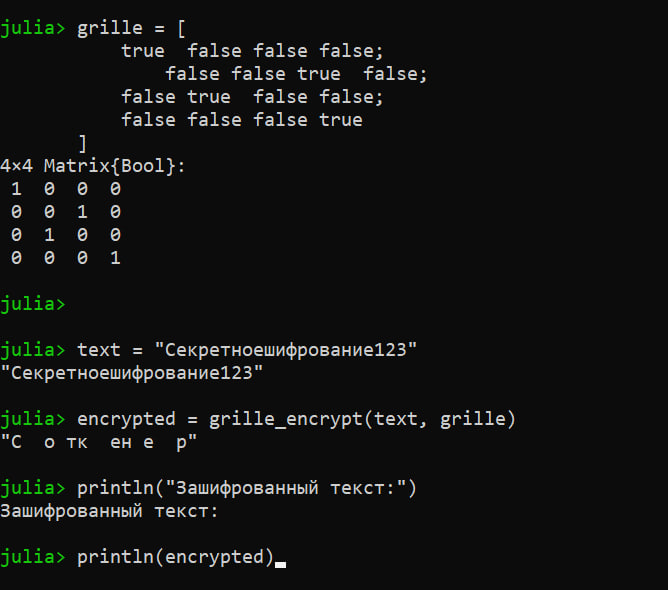 julia> grille = [
true false false false;
false false true false;
false true false false;
false false false true
]
4×4 Matrix{Bool}:
1 0 0 0
0 0 1 0
0 1 0 0
0 0 0 1
julia>
julia> text = "Секретноешифрование123"
"Секретноешифрование123"
julia> encrypted = grille_encrypt(text, grille)
"С  о тк  ен е  р"
julia> println("Зашифрованный текст:")
Зашифрованный текст:
julia> println(encrypted)